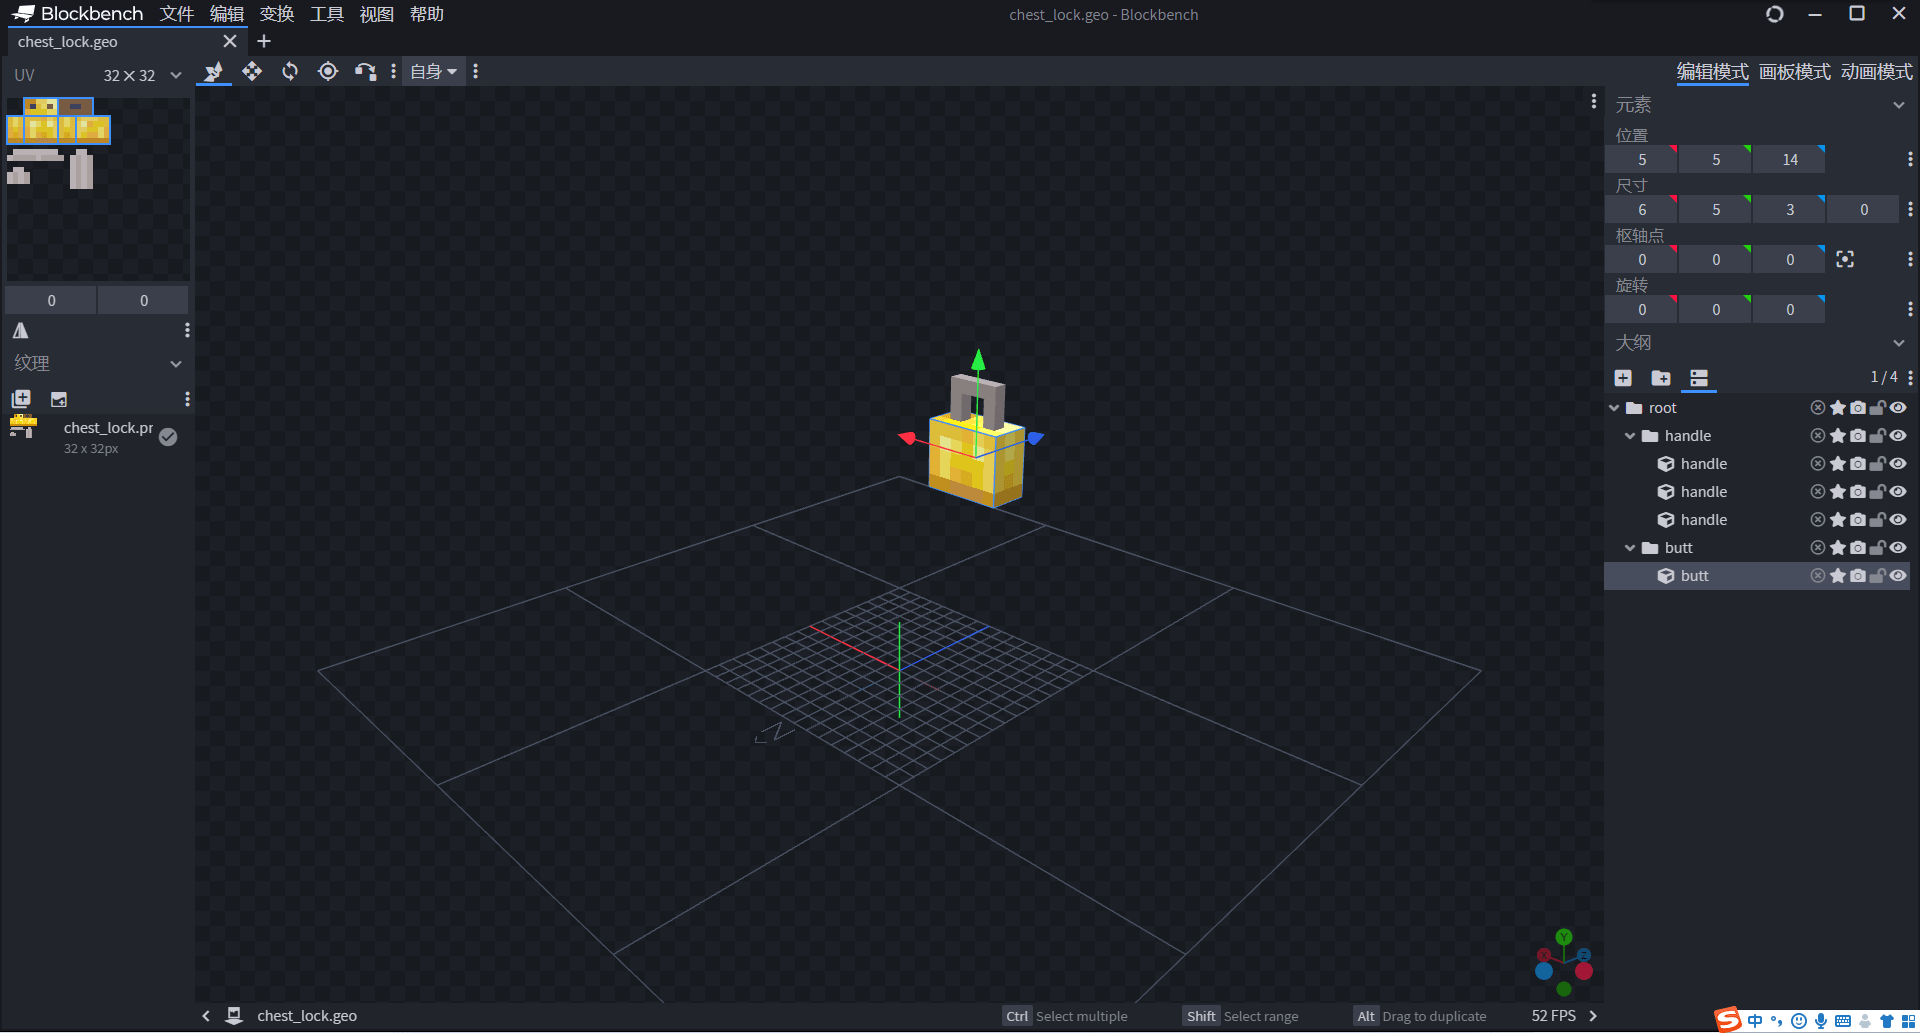 Blockbench 文件 编辑 变换 工具 视图 帮助
chest_lock.geo - Blockbench
chest_lock.geo
UV 32×32
自身
编辑模式 画板模式 动画模式
0 0
纹理
chest_lock.pr
32 x 32px
元素
位置
5 5 14
尺寸
6 5 3 0
枢轴点
0 0 0
旋转
0 0 0
大纲
1 / 4
root
handle
handle
handle
handle
butt
butt
N
Y
X
Z
chest_lock.geo
Ctrl Select multiple
Shift Select range
Alt Drag to duplicate
52 FPS
S 中